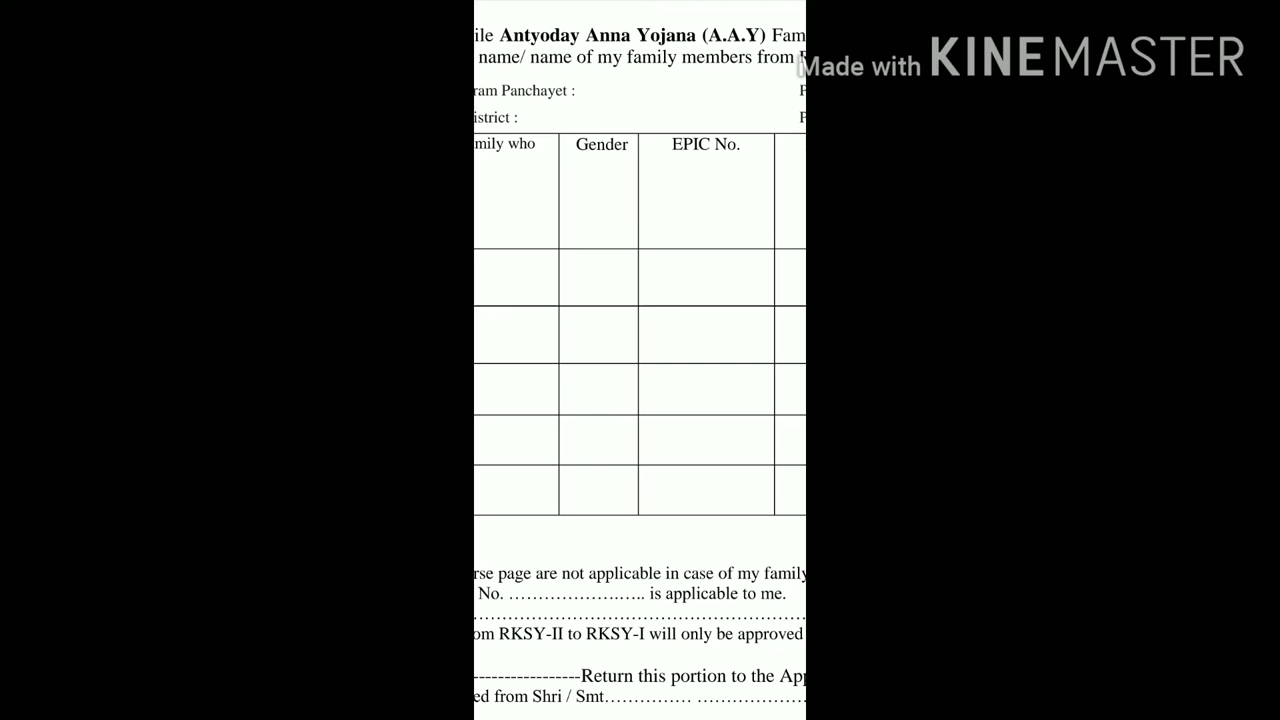 ile Antyoday Anna Yojana (A.A.Y) Fam
name/ name of my family members from
Made with KINEMASTER
ram Panchayet : P
istrict : P
mily who Gender EPIC No.
rse page are not applicable in case of my family
No. ………………….….. is applicable to me.
……………………………………………………
om RKSY-II to RKSY-I will only be approved
-----------------Return this portion to the App
ed from Shri / Smt…………… …………………